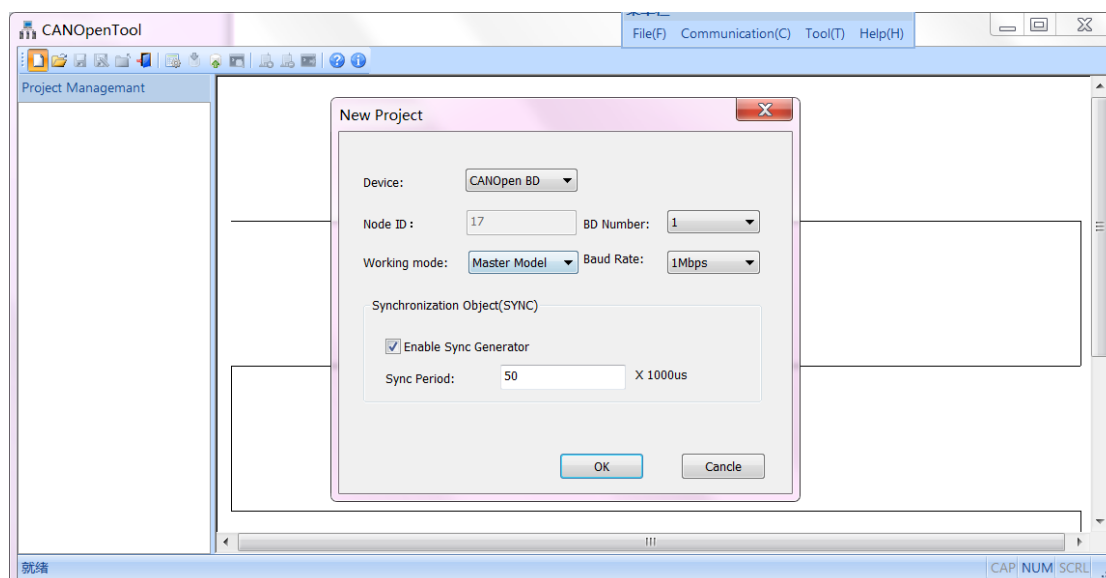 CANOpenTool
File(F) Communication(C) Tool(T) Help(H)
Project Managemant
New Project
Device: CANOpen BD
Node ID: 17 BD Number: 1
Working mode: Master Model Baud Rate: 1Mbps
Synchronization Object(SYNC)
Enable Sync Generator
Sync Period: 50 X 1000us
OK Cancle
就绪 CAP NUM SCRL